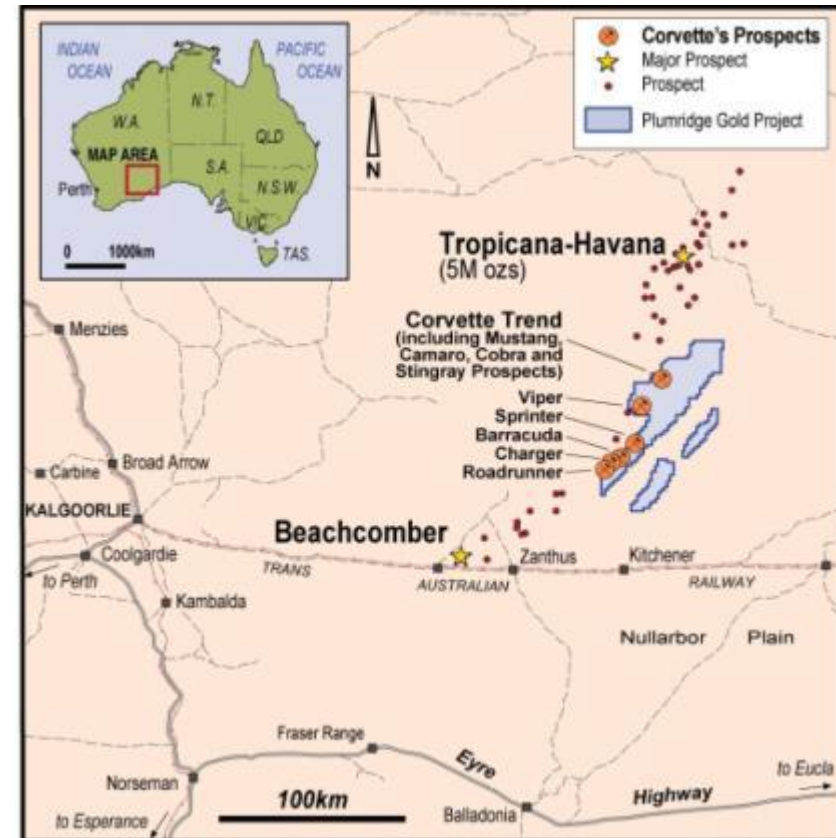 INDIAN
OCEAN
PACIFIC
OCEAN
W.A.
N.T.
QLD
S.A.
N.S.W.
VIC.
TAS.
MAP AREA
Perth
0 1000km
N
Corvette's Prospects
Major Prospect
Prospect
Plumridge Gold Project
Tropicana-Havana
(5M ozs)
Corvette Trend
(including Mustang,
Camaro, Cobra and
Stingray Prospects)
Viper
Sprinter
Barracuda
Charger
Roadrunner
Menzies
Broad Arrow
Carbine
KALGOORLIE
Coolgardie
to Perth
Kambalda
Beachcomber
Zanthus
Kitchener
TRANS
AUSTRALIAN
RAILWAY
Nullarbor Plain
Fraser Range
Norseman
to Esperance
100km
Eyre
Highway
Balladonia
to Eucla